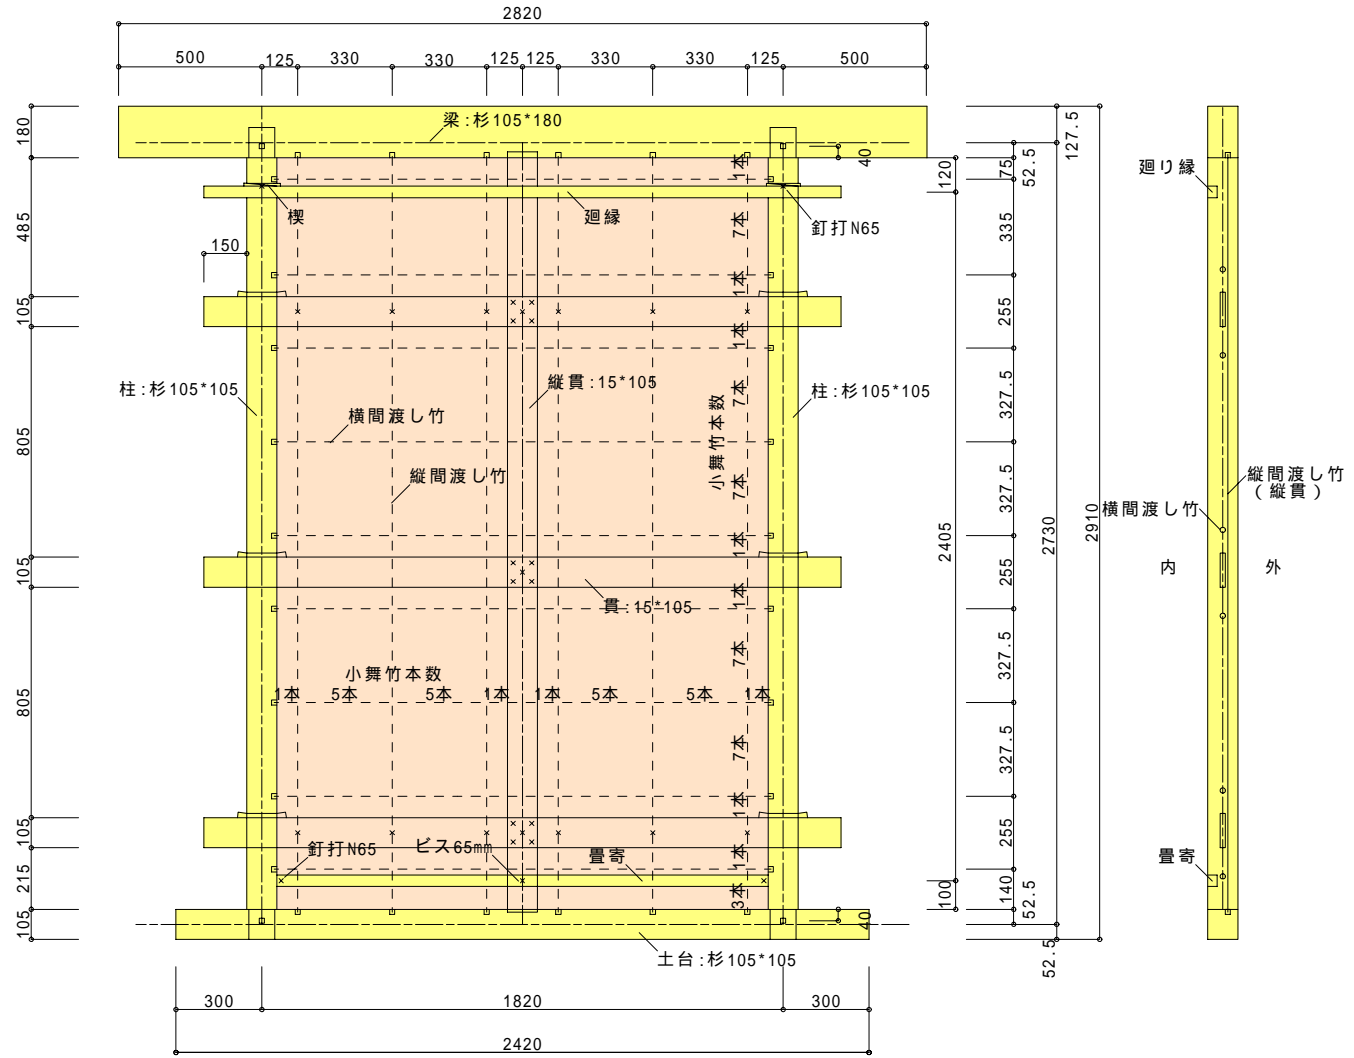 2820
500 125 330 330 125 125 330 330 125 500
梁:杉105*180
楔
廻縁
釘打N65
150
縦貫:15*105
柱:杉105*105
柱:杉105*105
横間渡し竹
縦間渡し竹
貫:15*105
小舞竹本数
1本 5本 5本 1本 1本 5本 5本 1本
小舞竹本数
1本
7本
1本
1本
7本
7本
1本
1本
7本
7本
1本
1本
3本
釘打N65
ビス65mm
畳寄
土台:杉105*105
300 1820 300
2420
180
485
105
805
105
805
105
215
105
40
40
120
2405
100
75
52.5
335
255
327.5
327.5
255
327.5
327.5
255
140
52.5
127.5
2730
52.5
2910
廻り縁
縦間渡し竹
(縦貫)
横間渡し竹
内 外
畳寄